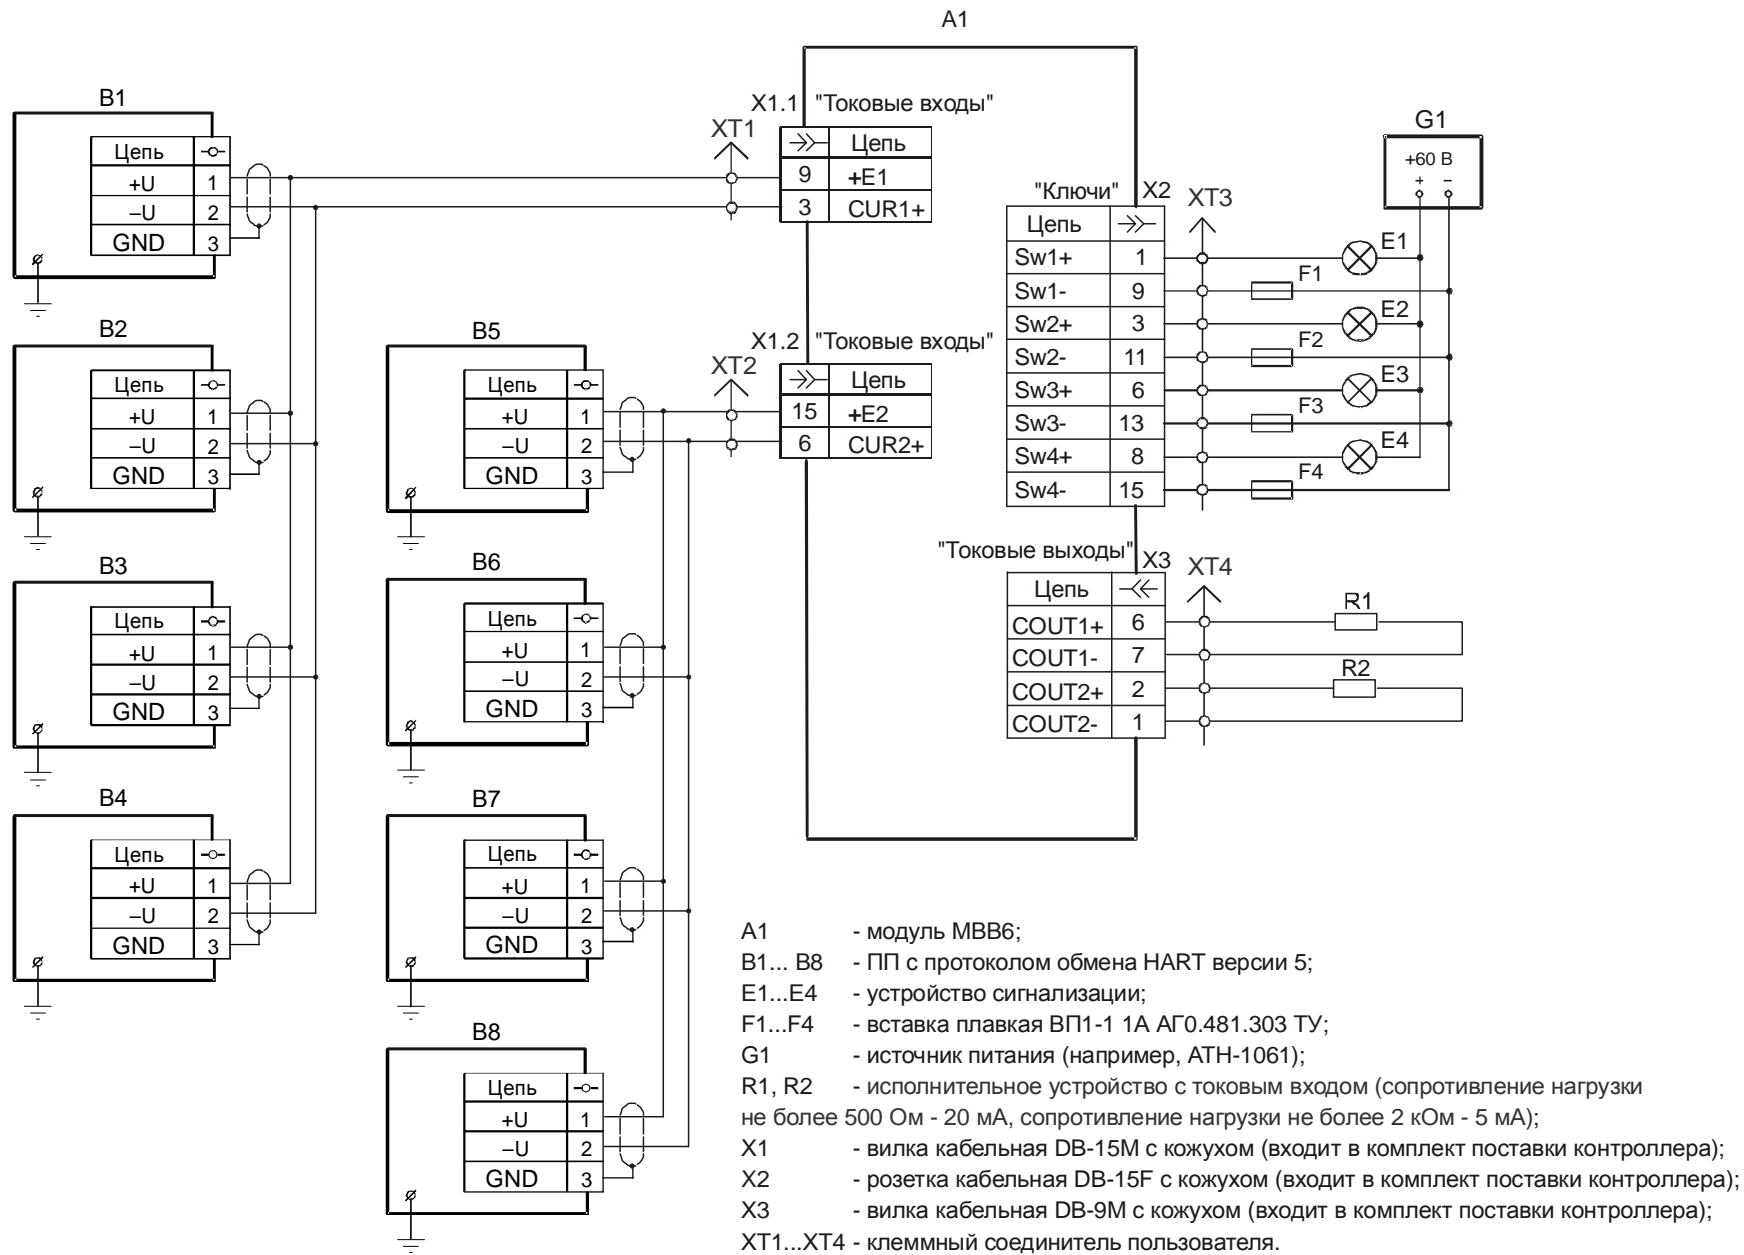 A1
B1
Цепь
+U 1
–U 2
GND 3
B2
Цепь
+U 1
–U 2
GND 3
B3
Цепь
+U 1
–U 2
GND 3
B4
Цепь
+U 1
–U 2
GND 3
B5
Цепь
+U 1
–U 2
GND 3
B6
Цепь
+U 1
–U 2
GND 3
B7
Цепь
+U 1
–U 2
GND 3
B8
Цепь
+U 1
–U 2
GND 3
XT1
X1.1 "Токовые входы"
Цепь
9 +E1
3 CUR1+
XT2
X1.2 "Токовые входы"
Цепь
15 +E2
6 CUR2+
"Ключи" X2
XT3
Цепь
Sw1+ 1
Sw1- 9
Sw2+ 3
Sw2- 11
Sw3+ 6
Sw3- 13
Sw4+ 8
Sw4- 15
G1
+60 В
+ –
E1
F1
E2
F2
E3
F3
E4
F4
"Токовые выходы" X3
XT4
Цепь
COUT1+ 6
COUT1- 7
COUT2+ 2
COUT2- 1
R1
R2
A1 - модуль МВВ6;
B1... B8 - ПП с протоколом обмена HART версии 5;
E1...E4 - устройство сигнализации;
F1...F4 - вставка плавкая ВП1-1 1А АГ0.481.303 ТУ;
G1 - источник питания (например, АТН-1061);
R1, R2 - исполнительное устройство с токовым входом (сопротивление нагрузки
не более 500 Ом - 20 мА, сопротивление нагрузки не более 2 кОм - 5 мА);
X1 - вилка кабельная DB-15M с кожухом (входит в комплект поставки контроллера);
X2 - розетка кабельная DB-15F с кожухом (входит в комплект поставки контроллера);
X3 - вилка кабельная DB-9M с кожухом (входит в комплект поставки контроллера);
XT1...XT4 - клеммный соединитель пользователя.